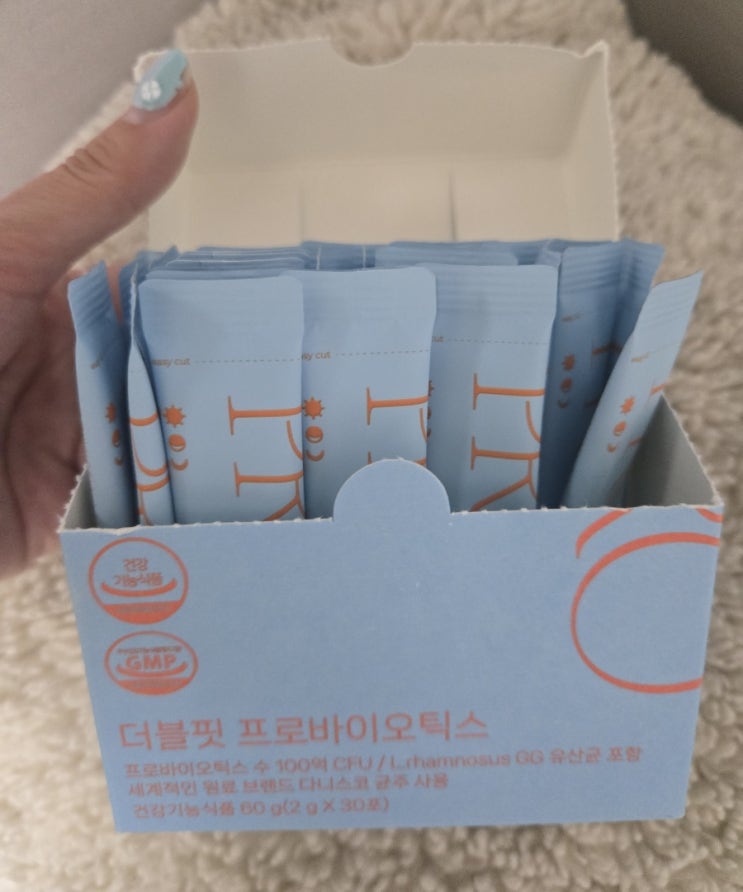 easy cut
easy cut
cut
건강
기능식품
GMP
더블핏 프로바이오틱스
프로바이오틱스 수 100억 CFU / L.rhamnosus GG 유산균 포함
세계적인 원료 브랜드 다니스코 균주 사용
건강기능식품 60 g(2 g X 30포)